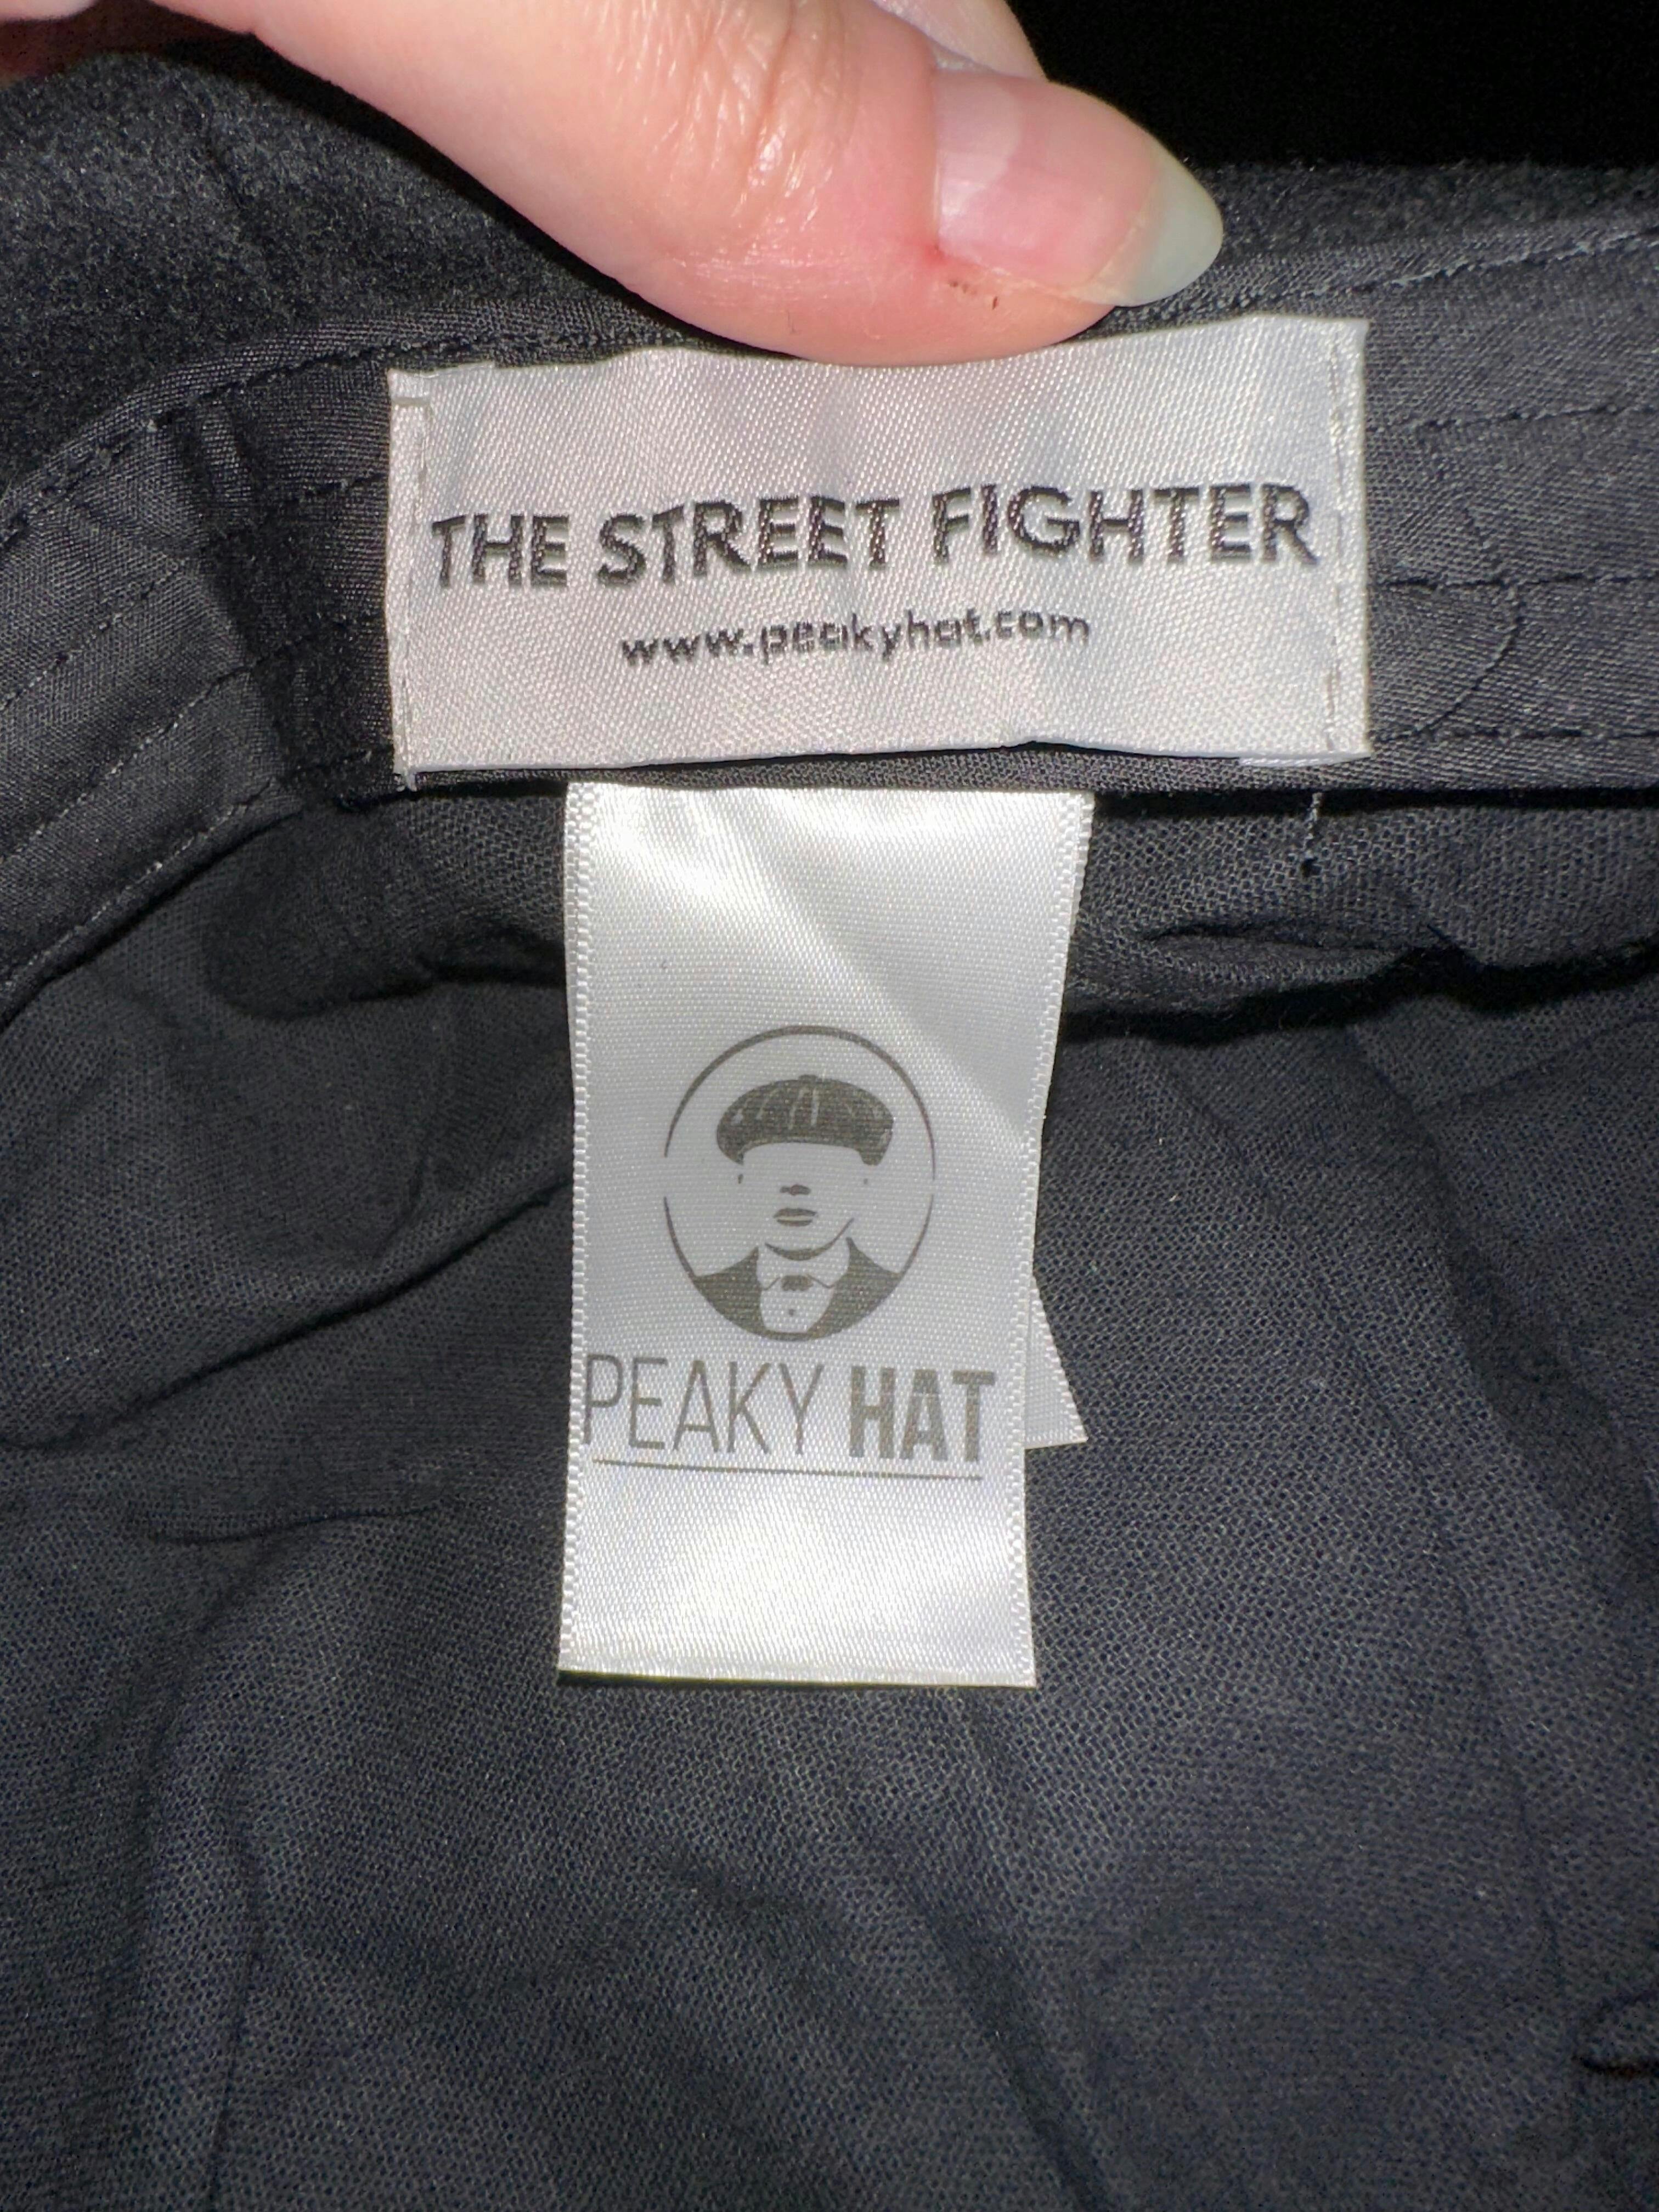 THE STREET FIGHTER
www.peakyhat.com
PEAKY HAT